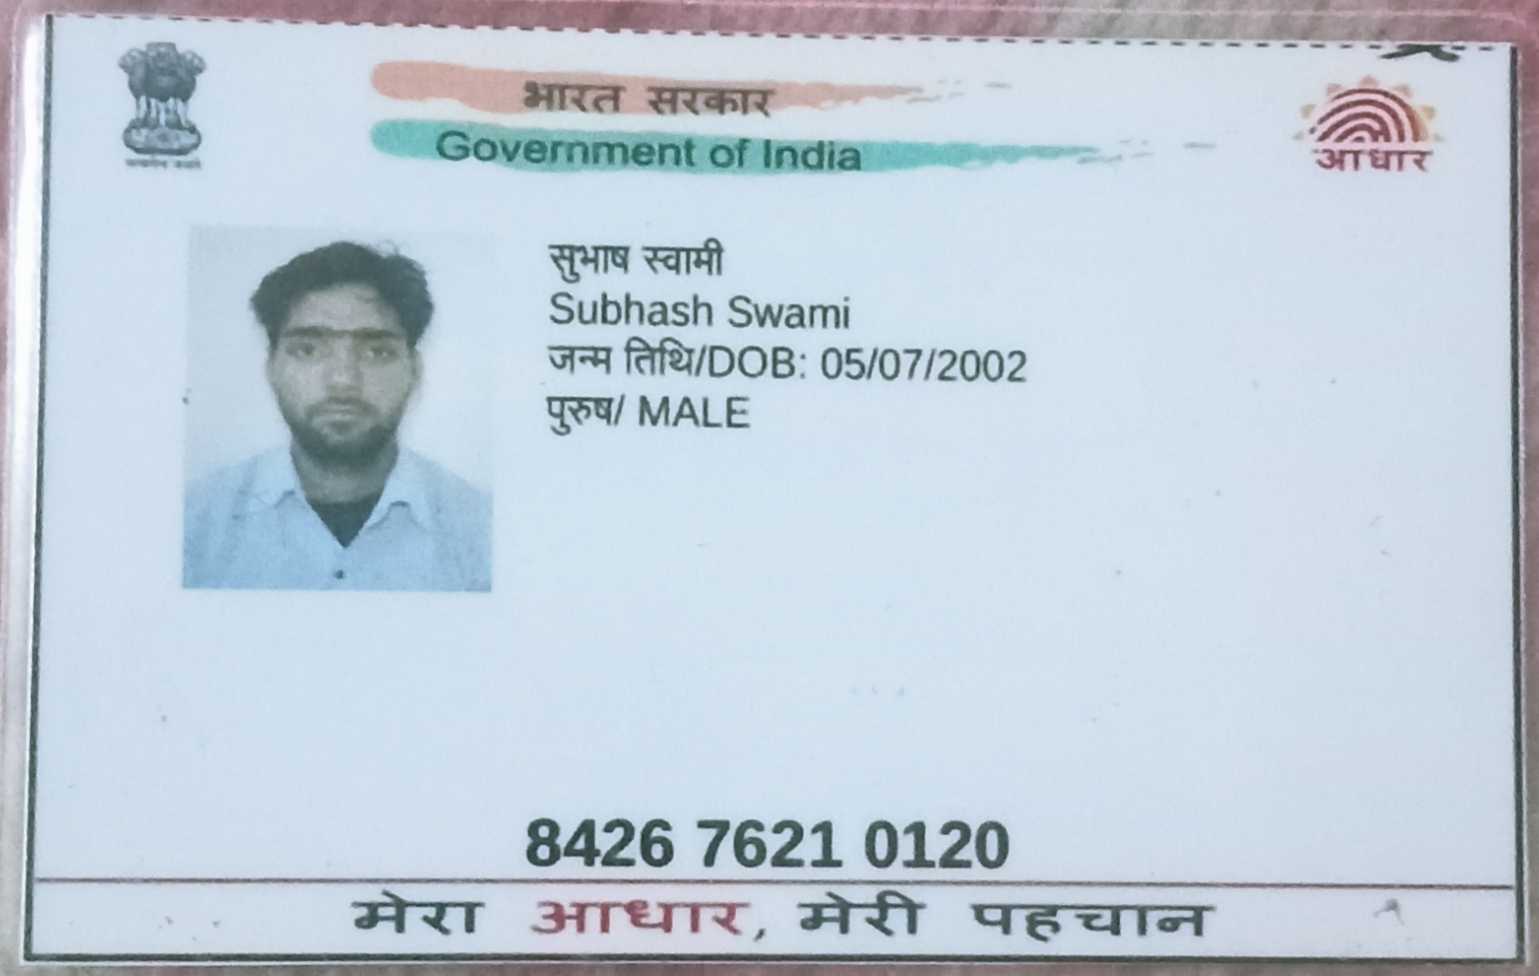 भारत सरकार
Government of India
आधार
सुभाष स्वामी
Subhash Swami
जन्म तिथि/DOB: 05/07/2002
पुरुष/ MALE
8426 7621 0120
मेरा आधार, मेरी पहचान